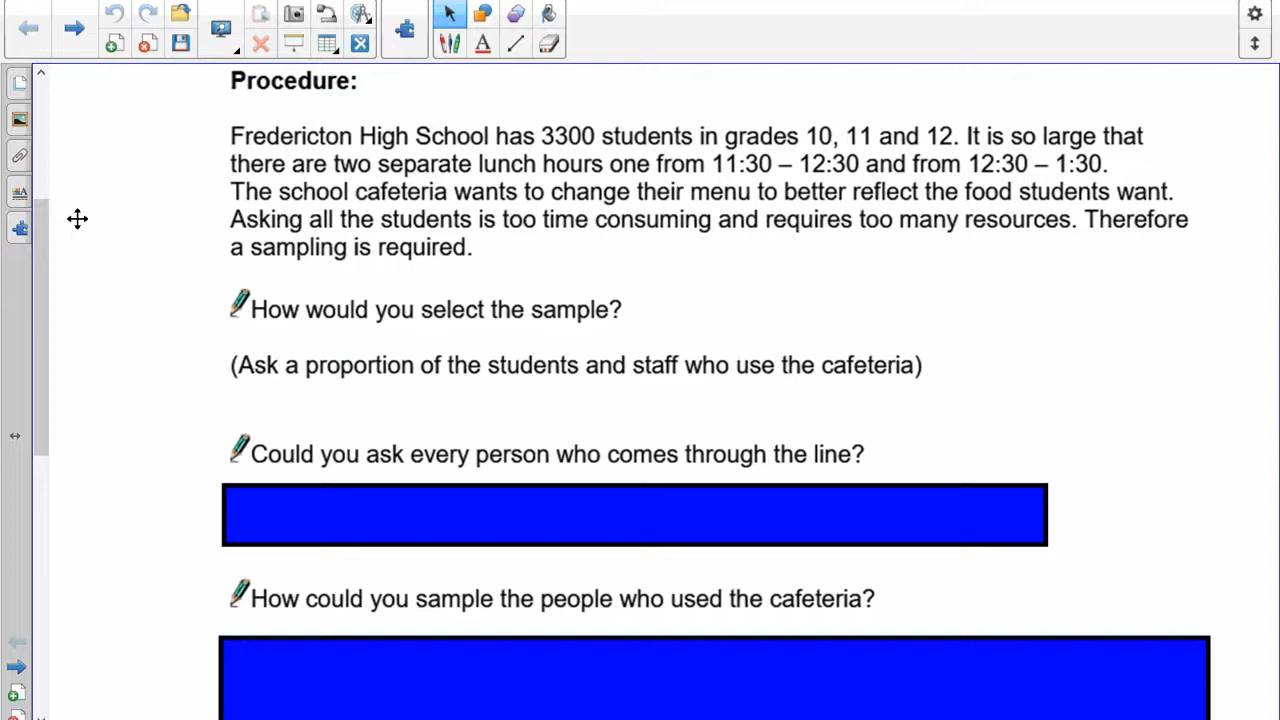 Procedure:
Fredericton High School has 3300 students in grades 10, 11 and 12. It is so large that
there are two separate lunch hours one from 11:30 – 12:30 and from 12:30 – 1:30.
The school cafeteria wants to change their menu to better reflect the food students want.
Asking all the students is too time consuming and requires too many resources. Therefore
a sampling is required.
How would you select the sample?
(Ask a proportion of the students and staff who use the cafeteria)
Could you ask every person who comes through the line?
How could you sample the people who used the cafeteria?